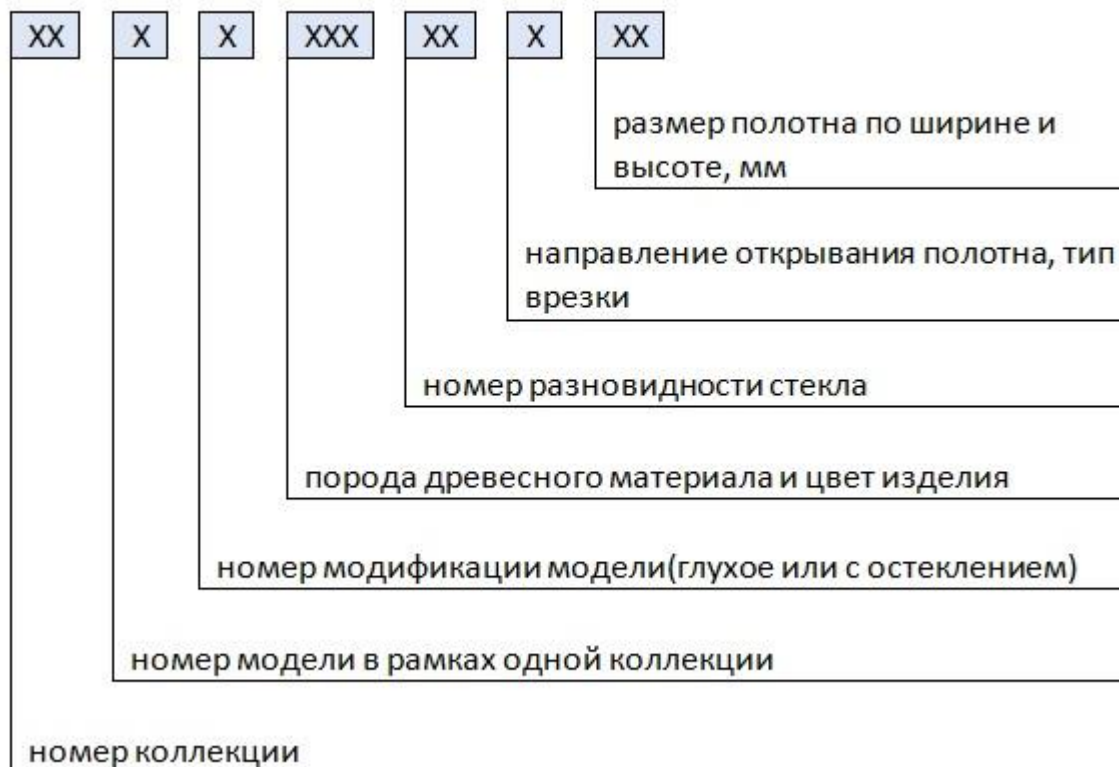 XX X X XXX XX X XX
размер полотна по ширине и
высоте, мм
направление открывания полотна, тип
врезки
номер разновидности стекла
порода древесного материала и цвет изделия
номер модификации модели(глухое или с остеклением)
номер модели в рамках одной коллекции
номер коллекции